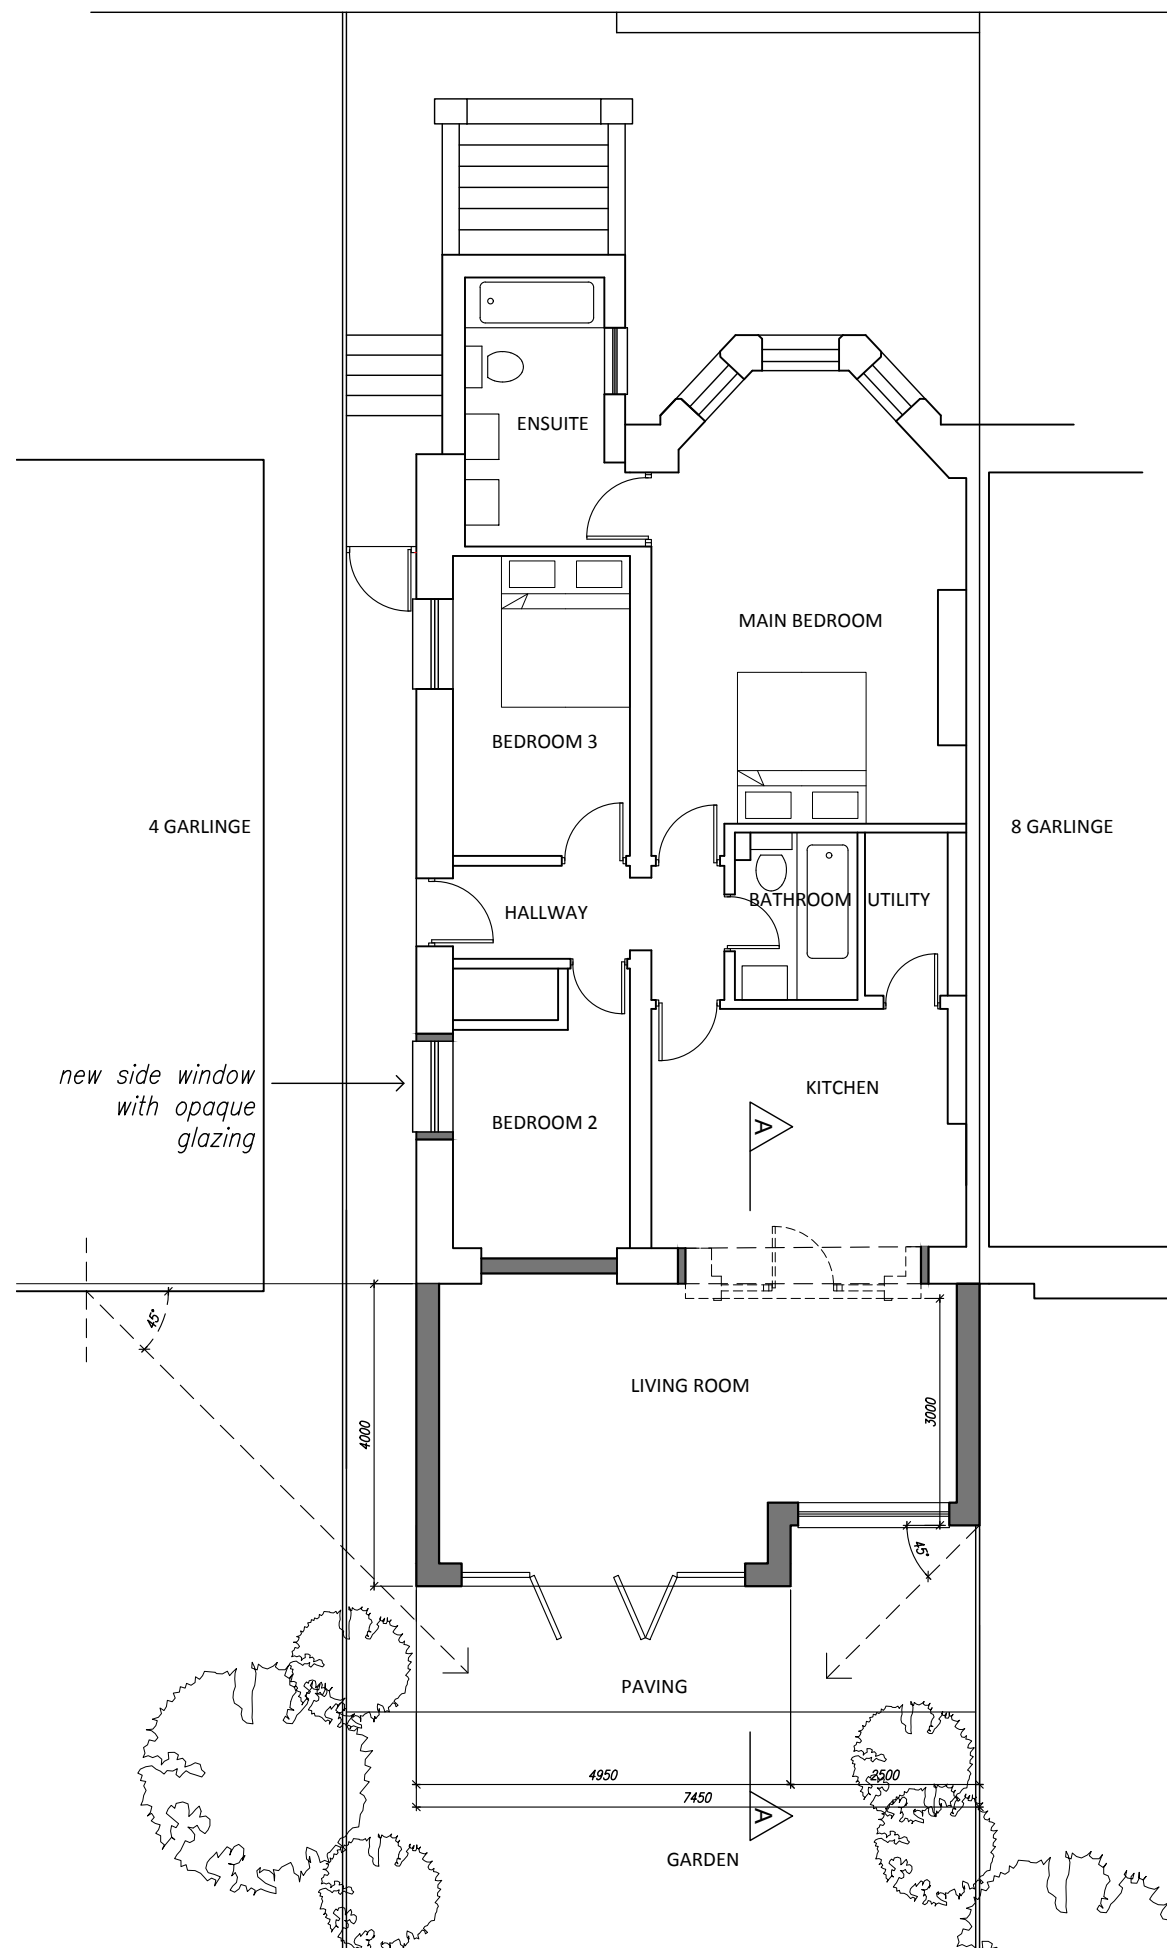 ENSUITE
MAIN BEDROOM
BEDROOM 3
4 GARLINGE
8 GARLINGE
BATHROOM
UTILITY
HALLWAY
new side window
with opaque
glazing
KITCHEN
BEDROOM 2
A
45°
LIVING ROOM
4000
3000
45°
PAVING
4950
2500
7450
A
GARDEN